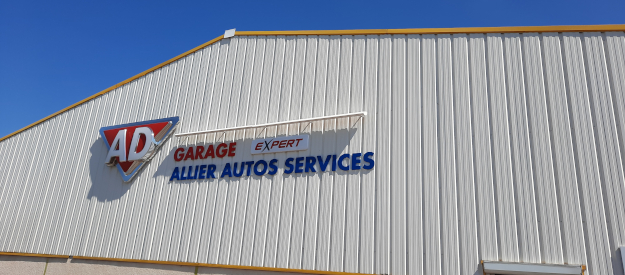 AD
GARAGE EXPERT
ALLIER AUTOS SERVICES